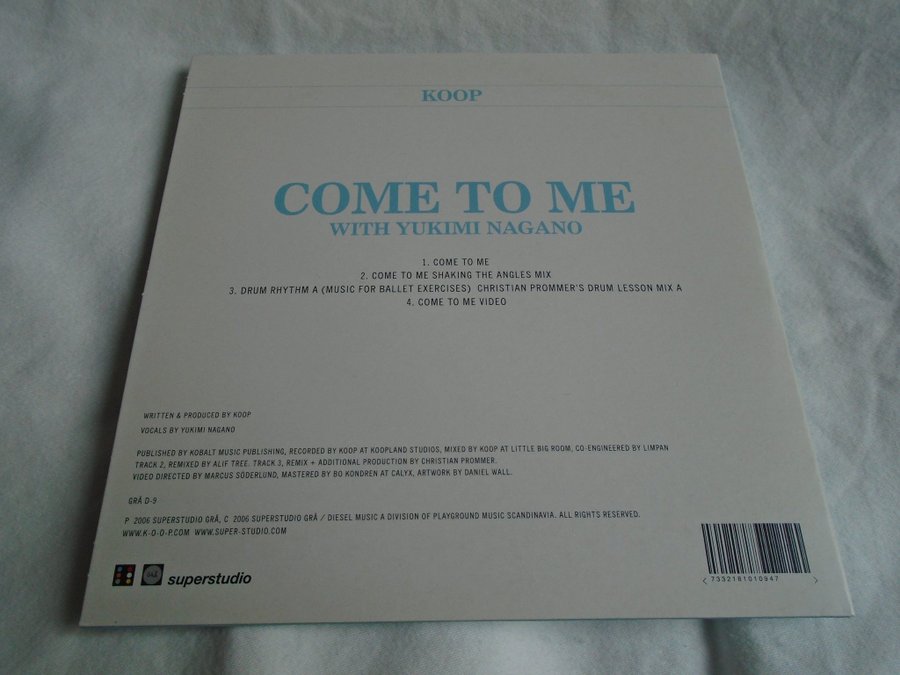 KOOP
COME TO ME
WITH YUKIMI NAGANO
1. COME TO ME
2. COME TO ME SHAKING THE ANGLES MIX
3. DRUM RHYTHM A (MUSIC FOR BALLET EXERCISES) CHRISTIAN PROMMER'S DRUM LESSON MIX A
4. COME TO ME VIDEO
WRITTEN & PRODUCED BY KOOP
VOCALS BY YUKIMI NAGANO
PUBLISHED BY KOBALT MUSIC PUBLISHING, RECORDED BY KOOP AT KOOPLAND STUDIOS, MIXED BY KOOP AT LITTLE BIG ROOM, CO-ENGINEERED BY LIMPAN
TRACK 2, REMIXED BY ALIF TREE. TRACK 3, REMIX + ADDITIONAL PRODUCTION BY CHRISTIAN PROMMER.
VIDEO DIRECTED BY MARCUS SÖDERLUND, MASTERED BY BO KONDREN AT CALYX, ARTWORK BY DANIEL WALL.
GRÅ D-9
P 2006 SUPERSTUDIO GRÅ, C 2006 SUPERSTUDIO GRÅ / DIESEL MUSIC A DIVISION OF PLAYGROUND MUSIC SCANDINAVIA. ALL RIGHTS RESERVED.
WWW.K-O-O-P.COM WWW.SUPER-STUDIO.COM
superstudio
<7332181010947>